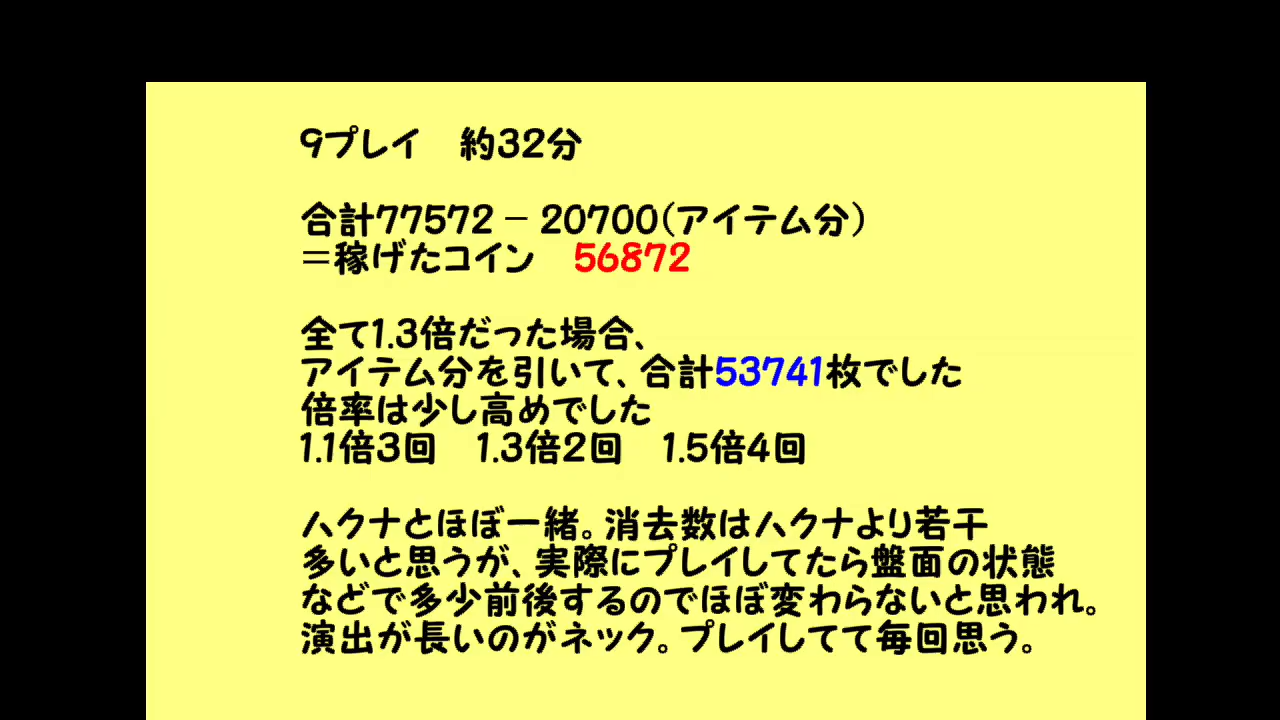 9プレイ　約32分
合計77572 － 20700(アイテム分)
＝稼げたコイン　56872
全て1.3倍だった場合、
アイテム分を引いて、合計53741枚でした
倍率は少し高めでした
1.1倍3回　1.3倍2回　1.5倍4回
ハクナとほぼ一緒。消去数はハクナより若干
多いと思うが、実際にプレイしてたら盤面の状態
などで多少前後するのでほぼ変わらないと思われ。
演出が長いのがネック。プレイしてて毎回思う。